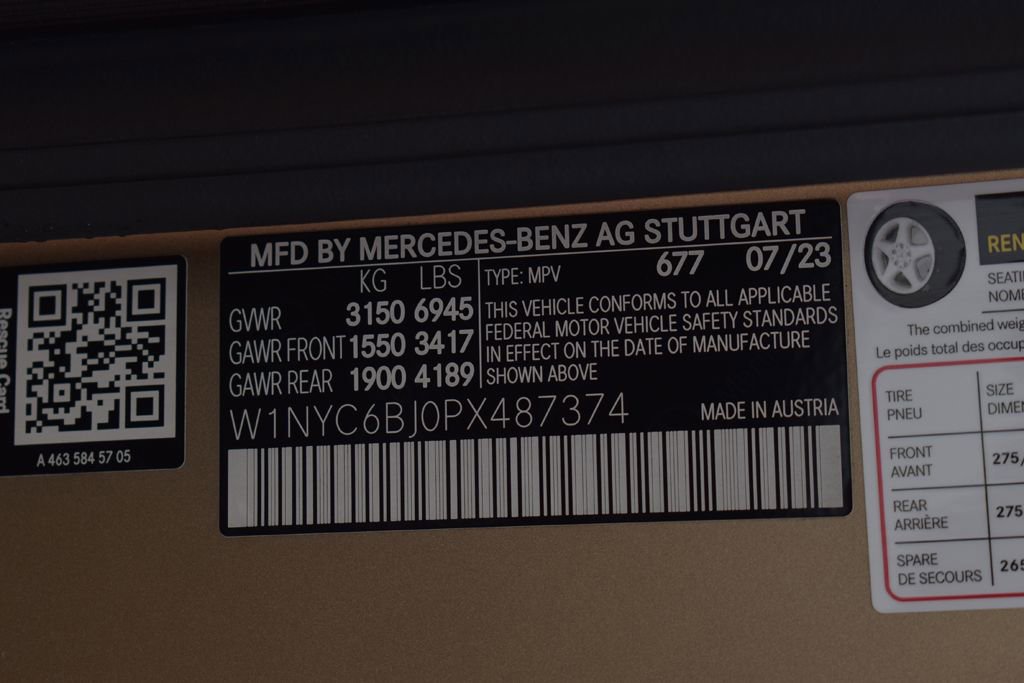 Rescue Card
A 463 584 57 05
MFD BY MERCEDES-BENZ AG STUTTGART
KG LBS
GVWR 3150 6945
GAWR FRONT 1550 3417
GAWR REAR 1900 4189
TYPE: MPV 677 07/23
THIS VEHICLE CONFORMS TO ALL APPLICABLE
FEDERAL MOTOR VEHICLE SAFETY STANDARDS
IN EFFECT ON THE DATE OF MANUFACTURE
SHOWN ABOVE
W1NYC6BJ0PX487374 MADE IN AUSTRIA
The combined
Le poids total des
TIRE SIZE
PNEU
FRONT 275/
AVANT
REAR 275
ARRIÈRE
SPARE 265
DE SECOURS